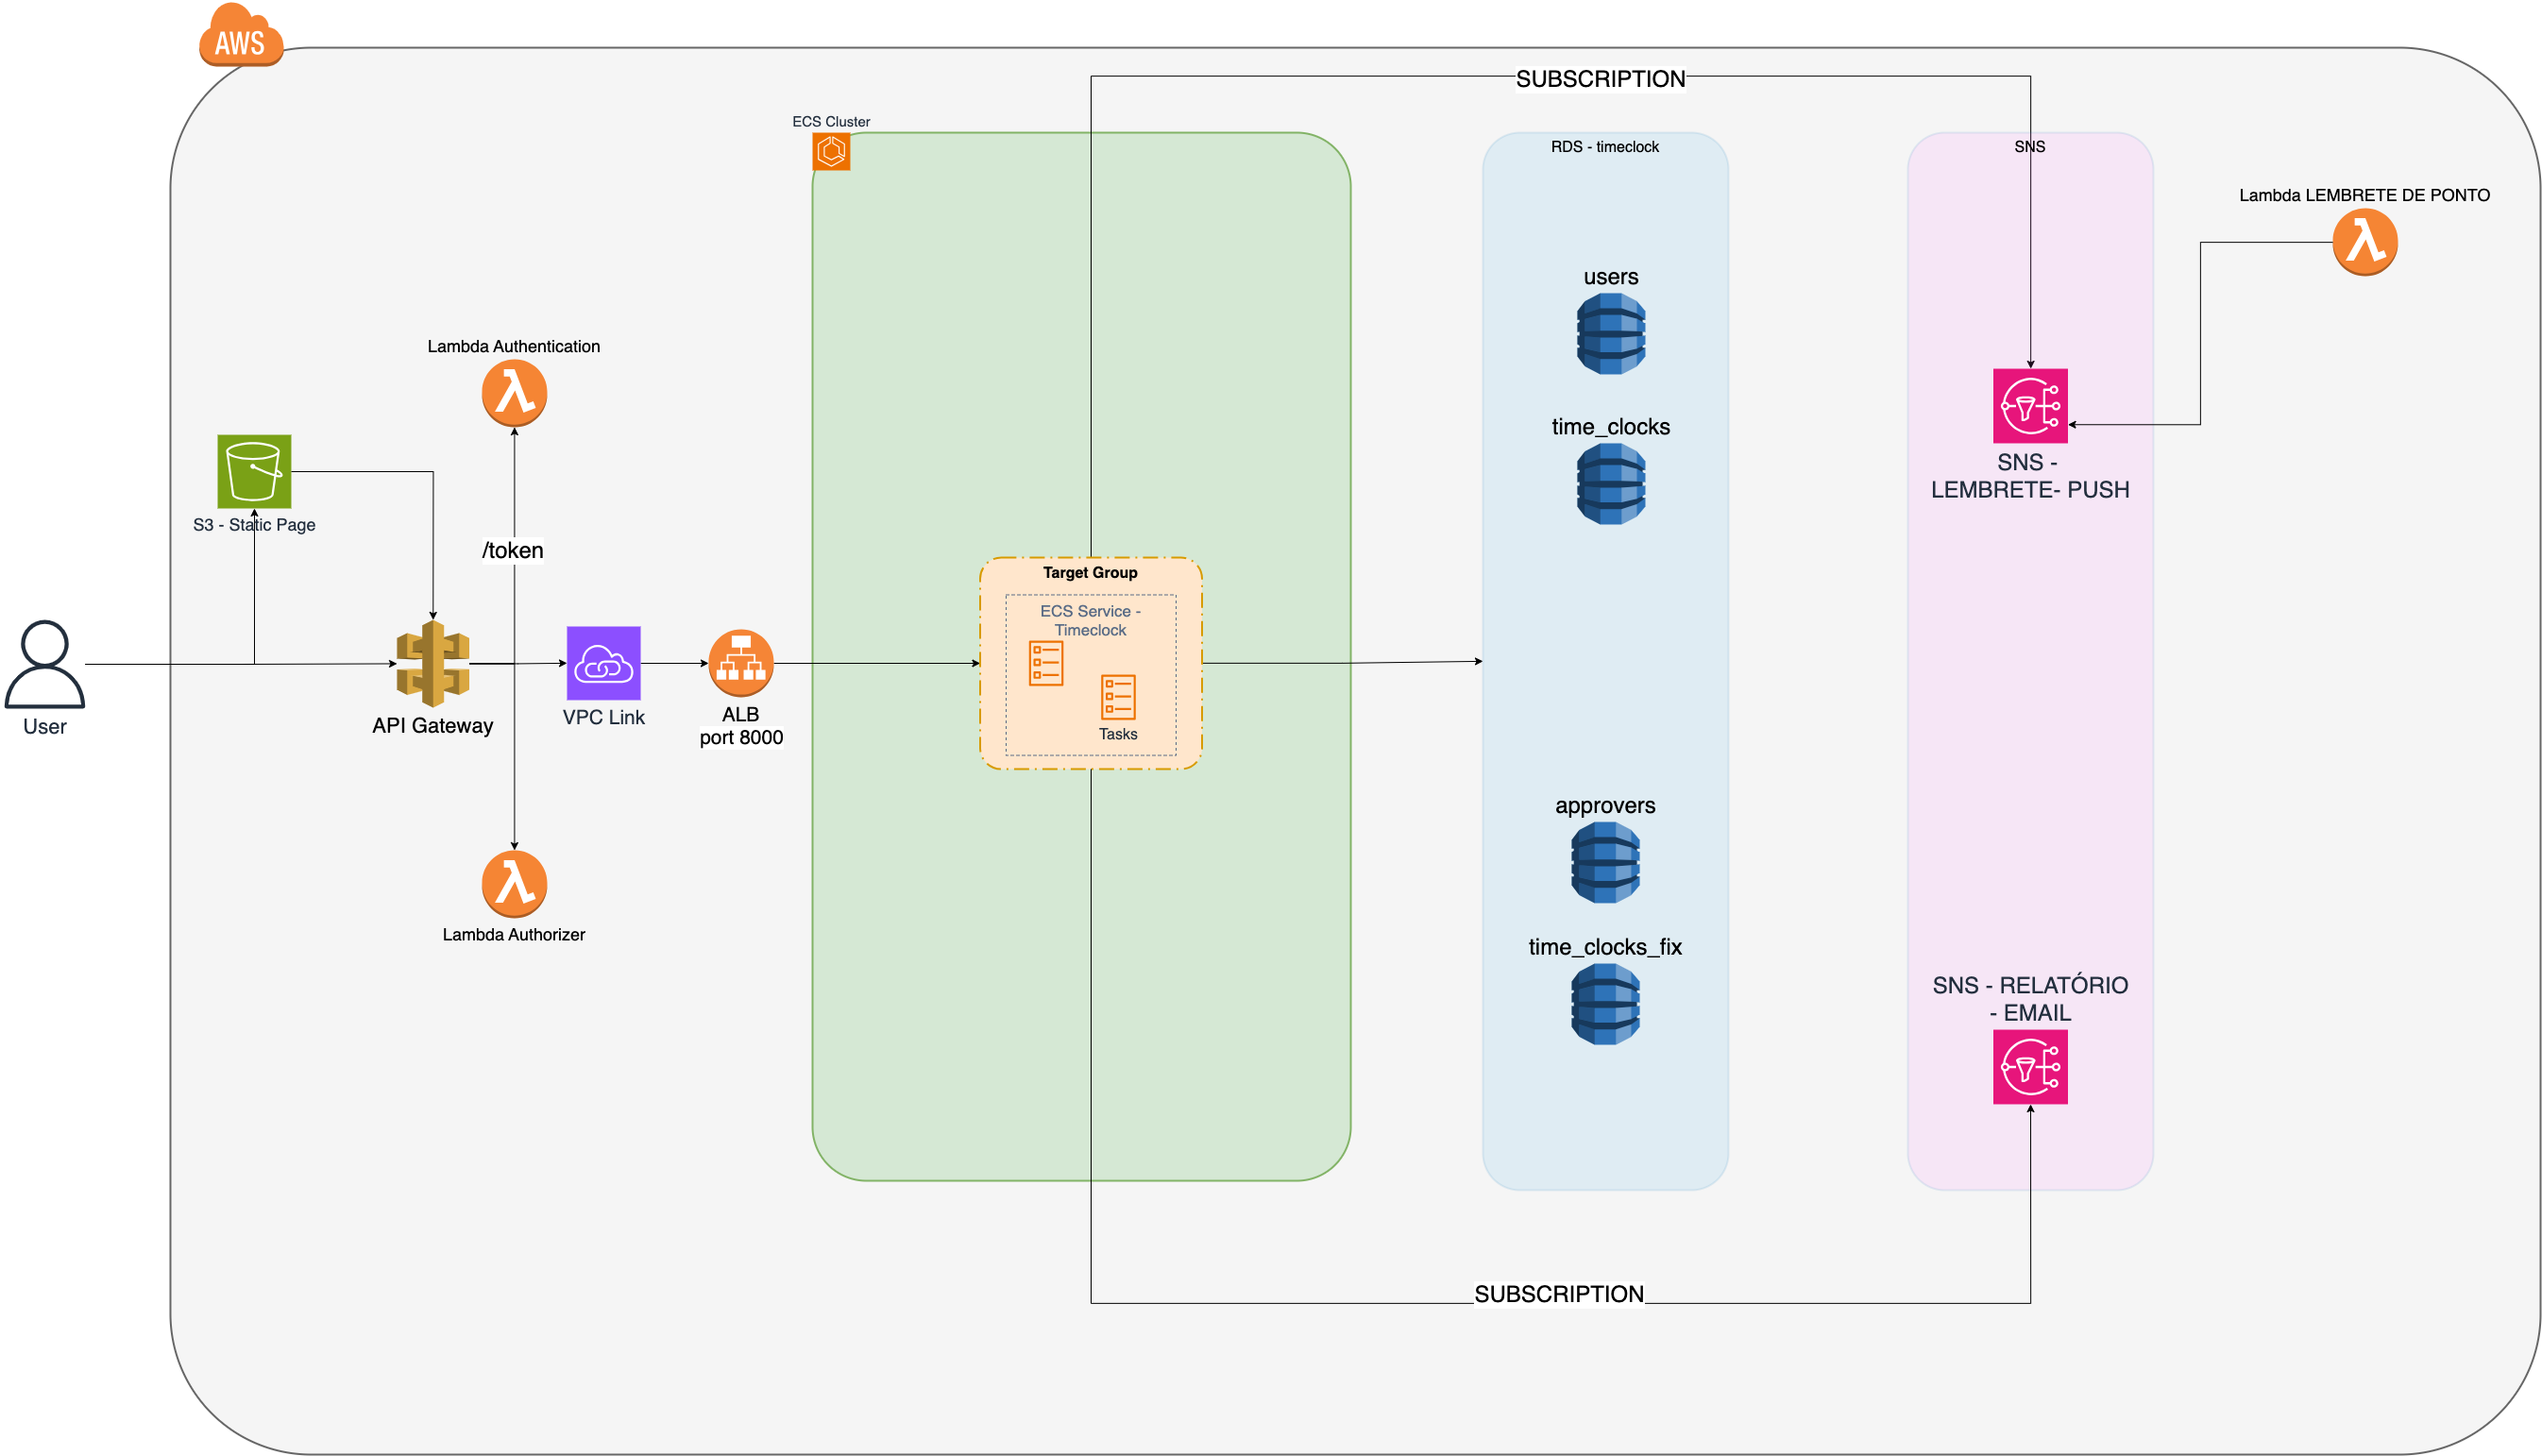 AWS
SUBSCRIPTION
ECS Cluster
RDS - timeclock
SNS
Lambda LEMBRETE DE PONTO
users
Lambda Authentication
time_clocks
SNS -
LEMBRETE- PUSH
S3 - Static Page
/token
Target Group
ECS Service -
Timeclock
Tasks
User
API Gateway
VPC Link
ALB
port 8000
approvers
Lambda Authorizer
time_clocks_fix
SNS - RELATÓRIO
- EMAIL
SUBSCRIPTION